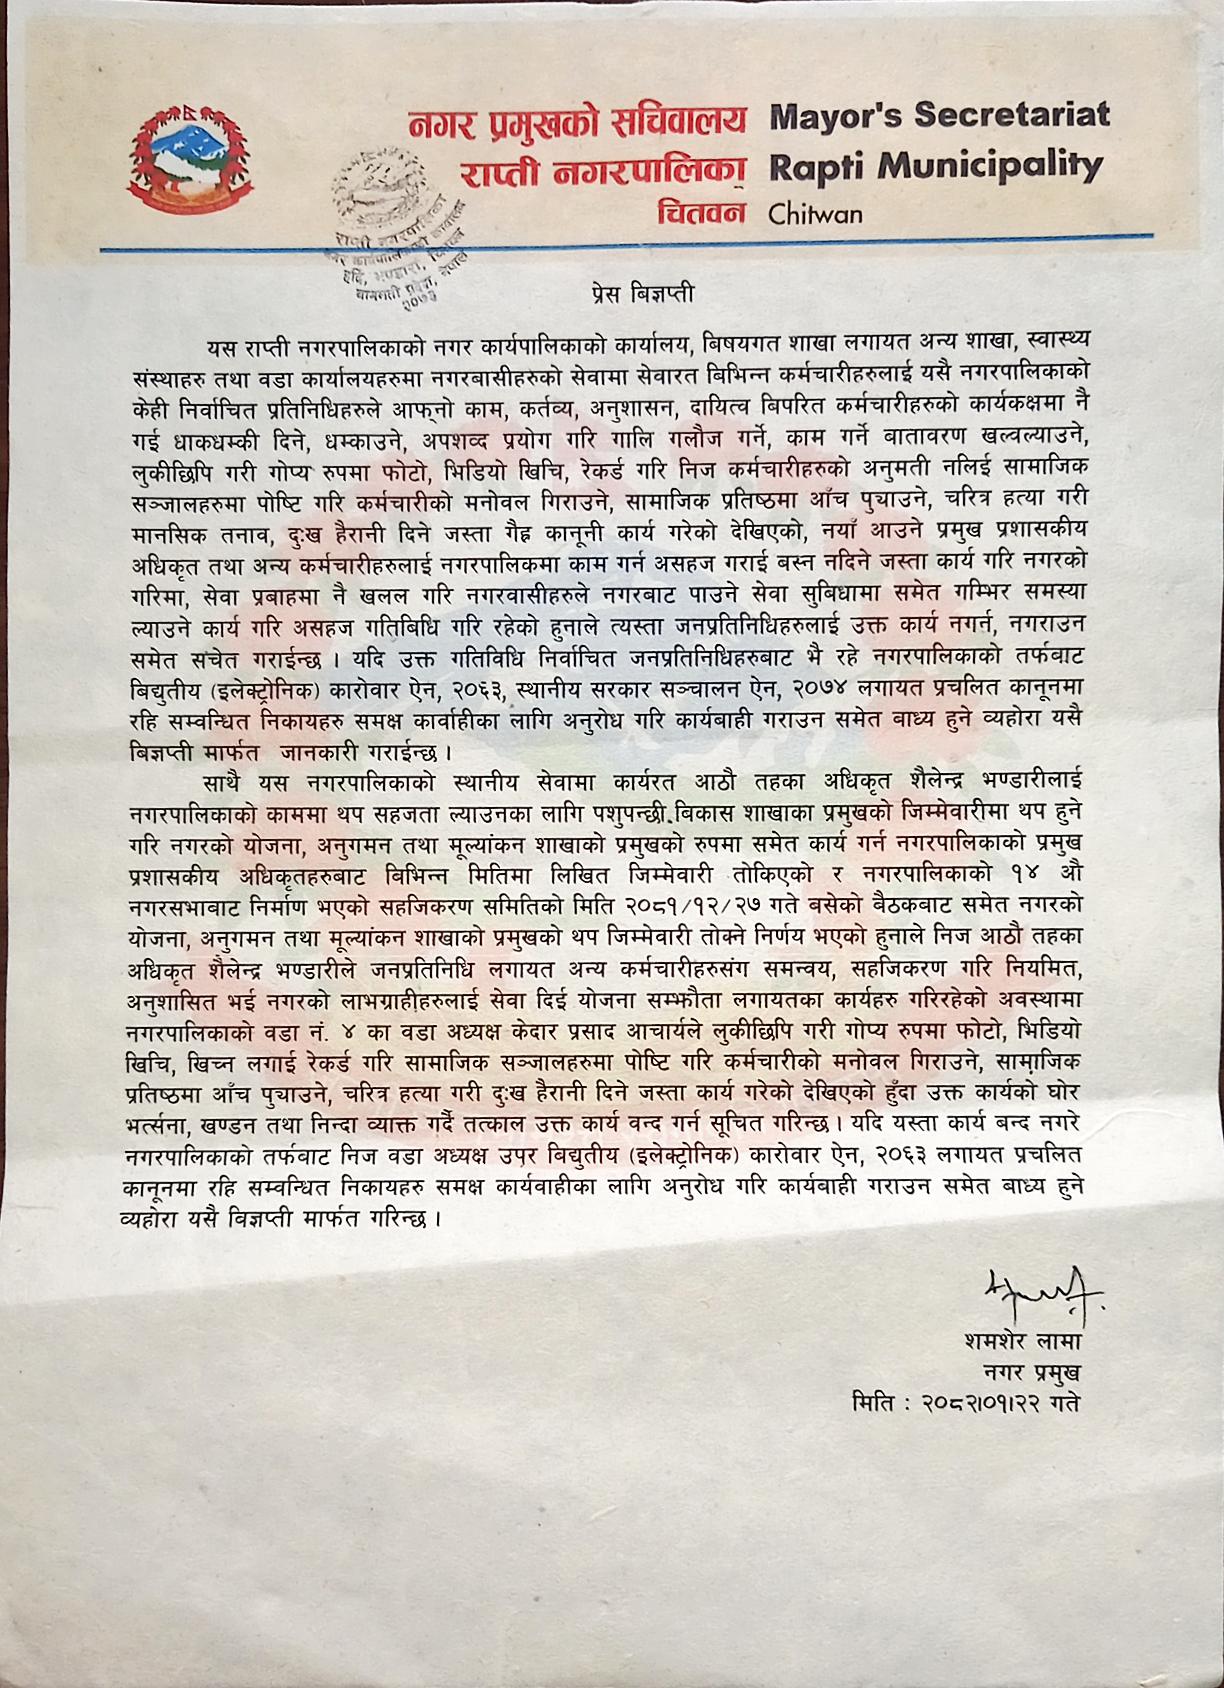 नगर प्रमुखको सचिवालय Mayor's Secretariat
राप्ती नगरपालिका Rapti Municipality
चितवन Chitwan
राप्ती नगरपालिका
नगर कार्यपालिकाको कार्यालय
भण्डारा, चितवन
बागमती प्रदेश, नेपाल
२०७३
प्रेस बिज्ञप्ती
यस राप्ती नगरपालिकाको नगर कार्यपालिकाको कार्यालय, बिषयगत शाखा लगायत अन्य शाखा, स्वास्थ्य
संस्थाहरु तथा वडा कार्यालयहरुमा नगरबासीहरुको सेवामा सेवारत बिभिन्न कर्मचारीहरुलाई यसै नगरपालिकाको
केही निर्वाचित प्रतिनिधिहरुले आफ्नो काम, कर्तव्य, अनुशासन, दायित्व बिपरित कर्मचारीहरुको कार्यकक्षमा नै
गई धाकधम्की दिने, धम्काउने, अपशव्द प्रयोग गरि गालि गलौज गर्ने, काम गर्ने बातावरण खल्वल्याउने,
लुकीछिपि गरी गोप्य रुपमा फोटो, भिडियो खिचि, रेकर्ड गरि निज कर्मचारीहरुको अनुमती नलिई सामाजिक
सञ्जालहरुमा पोष्टि गरि कर्मचारीको मनोवल गिराउने, सामाजिक प्रतिष्ठमा आँच पुर्‍याउने, चरित्र हत्या गरी
मानसिक तनाव, दुःख हैरानी दिने जस्ता गैह्र कानूनी कार्य गरेको देखिएको, नयाँ आउने प्रमुख प्रशासकीय
अधिकृत तथा अन्य कर्मचारीहरुलाई नगरपालिकमा काम गर्न असहज गराई बस्न नदिने जस्ता कार्य गरि नगरको
गरिमा, सेवा प्रबाहमा नै खलल गरि नगरवासीहरुले नगरबाट पाउने सेवा सुबिधामा समेत गम्भिर समस्या
ल्याउने कार्य गरि असहज गतिबिधि गरि रहेको हुनाले त्यस्ता जनप्रतिनिधिहरुलाई उक्त कार्य नगर्न, नगराउन
समेत सचेत गराईन्छ । यदि उक्त गतिविधि निर्वाचित जनप्रतिनिधिहरुबाट भै रहे नगरपालिकाको तर्फबाट
बिद्युतीय (इलेक्ट्रोनिक) कारोवार ऐन, २०६३, स्थानीय सरकार सञ्चालन ऐन, २०७४ लगायत प्रचलित कानूनमा
रहि सम्वन्धित निकायहरु समक्ष कार्वाहीका लागि अनुरोध गरि कार्यबाही गराउन समेत वाध्य हुने व्यहोरा यसै
बिज्ञप्ती मार्फत जानकारी गराईन्छ ।
साथै यस नगरपालिकाको स्थानीय सेवामा कार्यरत आठौ तहका अधिकृत शैलेन्द्र भण्डारीलाई
नगरपालिकाको काममा थप सहजता ल्याउनका लागि पशुपन्छी विकास शाखाका प्रमुखको जिम्मेवारीमा थप हुने
गरि नगरको योजना, अनुगमन तथा मूल्यांकन शाखाको प्रमुखको रुपमा समेत कार्य गर्न नगरपालिकाको प्रमुख
प्रशासकीय अधिकृतहरुबाट विभिन्न मितिमा लिखित जिम्मेवारी तोकिएको र नगरपालिकाको १४ औ
नगरसभाबाट निर्माण भएको सहजिकरण समितिको मिति २०८१/१२/२७ गते बसेको बैठकबाट समेत नगरको
योजना, अनुगमन तथा मूल्यांकन शाखाको प्रमुखको थप जिम्मेवारी तोक्ने निर्णय भएको हुनाले निज आठौ तहका
अधिकृत शैलेन्द्र भण्डारीले जनप्रतिनिधि लगायत अन्य कर्मचारीहरुसंग समन्वय, सहजिकरण गरि नियमित,
अनुशासित भई नगरको लाभग्राहीहरुलाई सेवा दिई योजना सम्झौता लगायतका कार्यहरु गरिरहेको अवस्थामा
नगरपालिकाको वडा नं. ४ का वडा अध्यक्ष केदार प्रसाद आचार्यले लुकीछिपि गरी गोप्य रुपमा फोटो, भिडियो
खिचि, खिच्न लगाई रेकर्ड गरि सामाजिक सञ्जालहरुमा पोष्टि गरि कर्मचारीको मनोवल गिराउने, सामाजिक
प्रतिष्ठमा आँच पुर्‍याउने, चरित्र हत्या गरी दुःख हैरानी दिने जस्ता कार्य गरेको देखिएको हुँदा उक्त कार्यको घोर
भर्त्सना, खण्डन तथा निन्दा व्याक्त गर्दै तत्काल उक्त कार्य वन्द गर्न सूचित गरिन्छ । यदि यस्ता कार्य बन्द नगरे
नगरपालिकाको तर्फबाट निज वडा अध्यक्ष उपर बिद्युतीय (इलेक्ट्रोनिक) कारोवार ऐन, २०६३ लगायत प्रचलित
कानूनमा रहि सम्वन्धित निकायहरु समक्ष कार्यवाहीका लागि अनुरोध गरि कार्यबाही गराउन समेत बाध्य हुने
व्यहोरा यसै विज्ञप्ती मार्फत गरिन्छ ।
शमशेर लामा
नगर प्रमुख
मिति : २०८२।०१।२२ गते